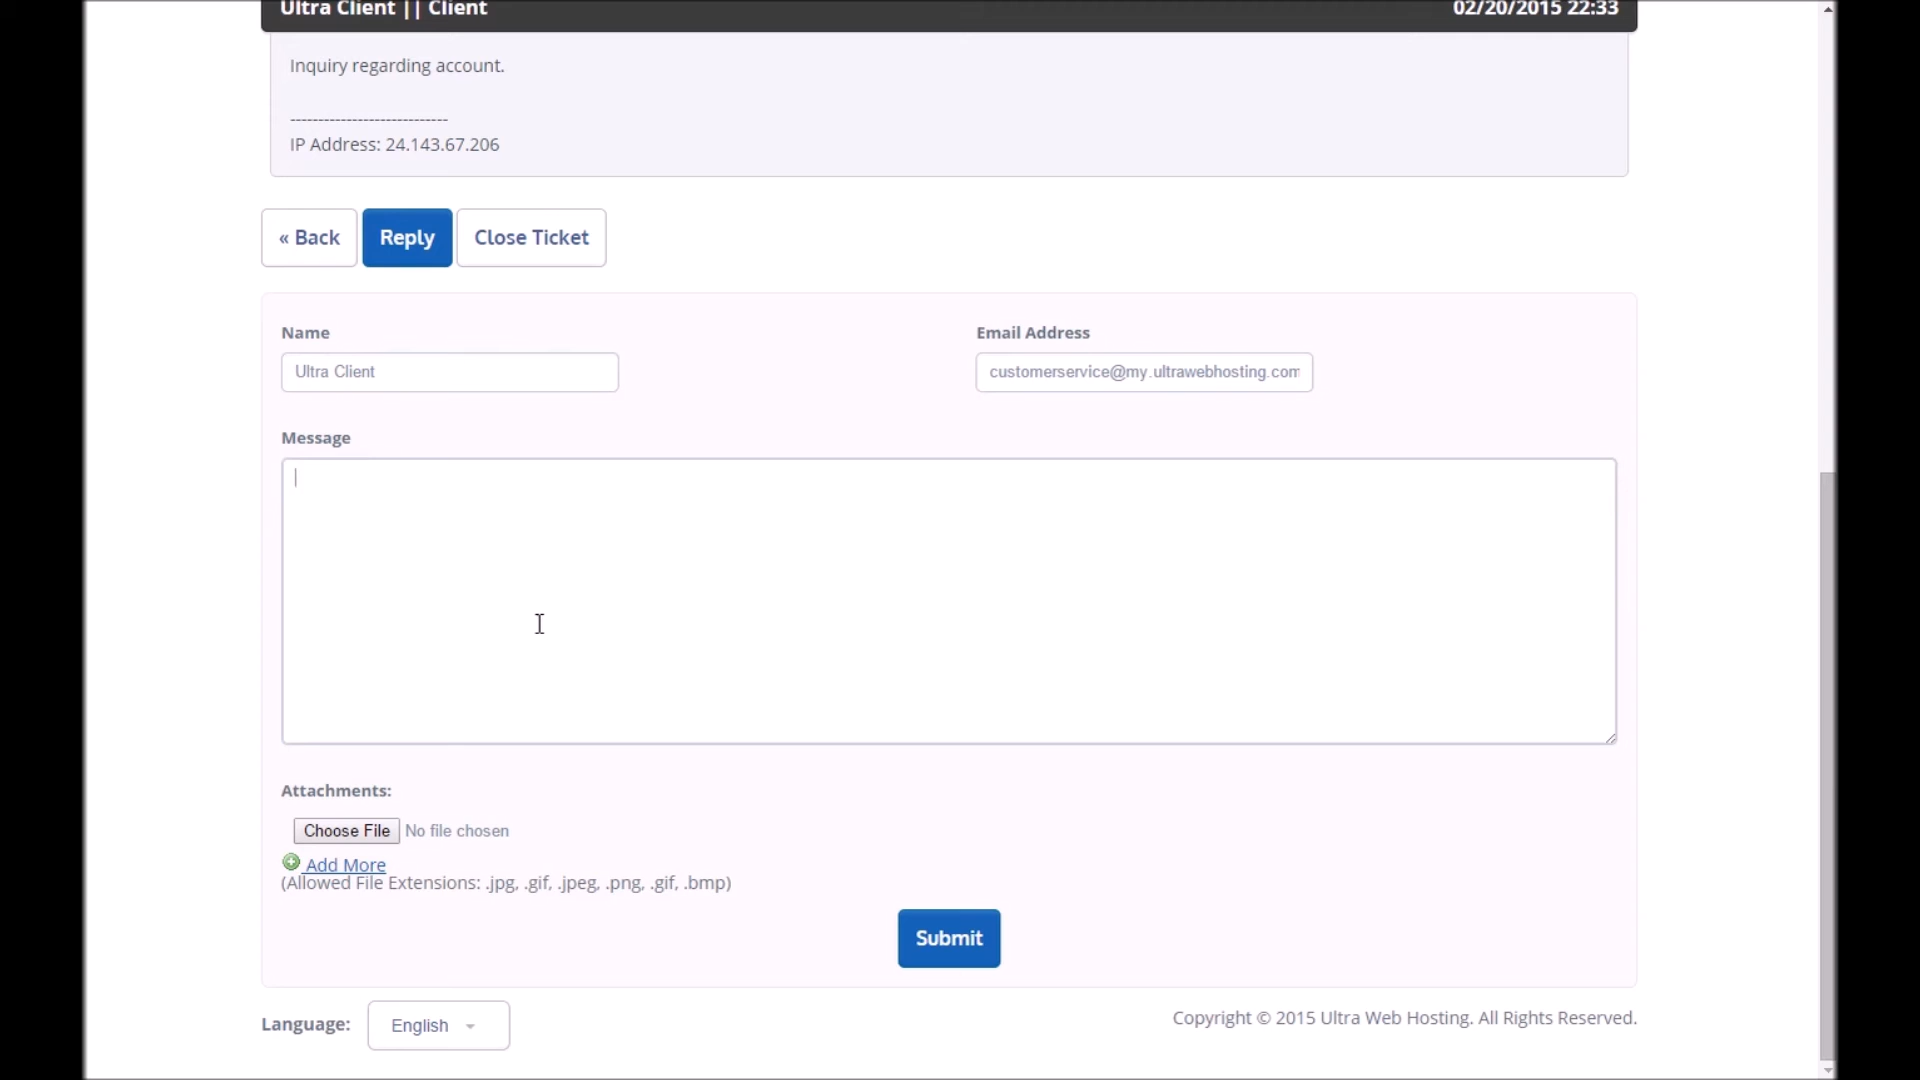 Ultra Client || Client 02/20/2015 22:33
Inquiry regarding account.
----------------------------
IP Address: 24.143.67.206
« Back Reply Close Ticket
Name Email Address
Ultra Client customerservice@my.ultrawebhosting.com
Message
Attachments:
Choose File No file chosen
Add More
(Allowed File Extensions: .jpg, .gif, .jpeg, .png, .gif, .bmp)
Submit
Language: English Copyright © 2015 Ultra Web Hosting. All Rights Reserved.